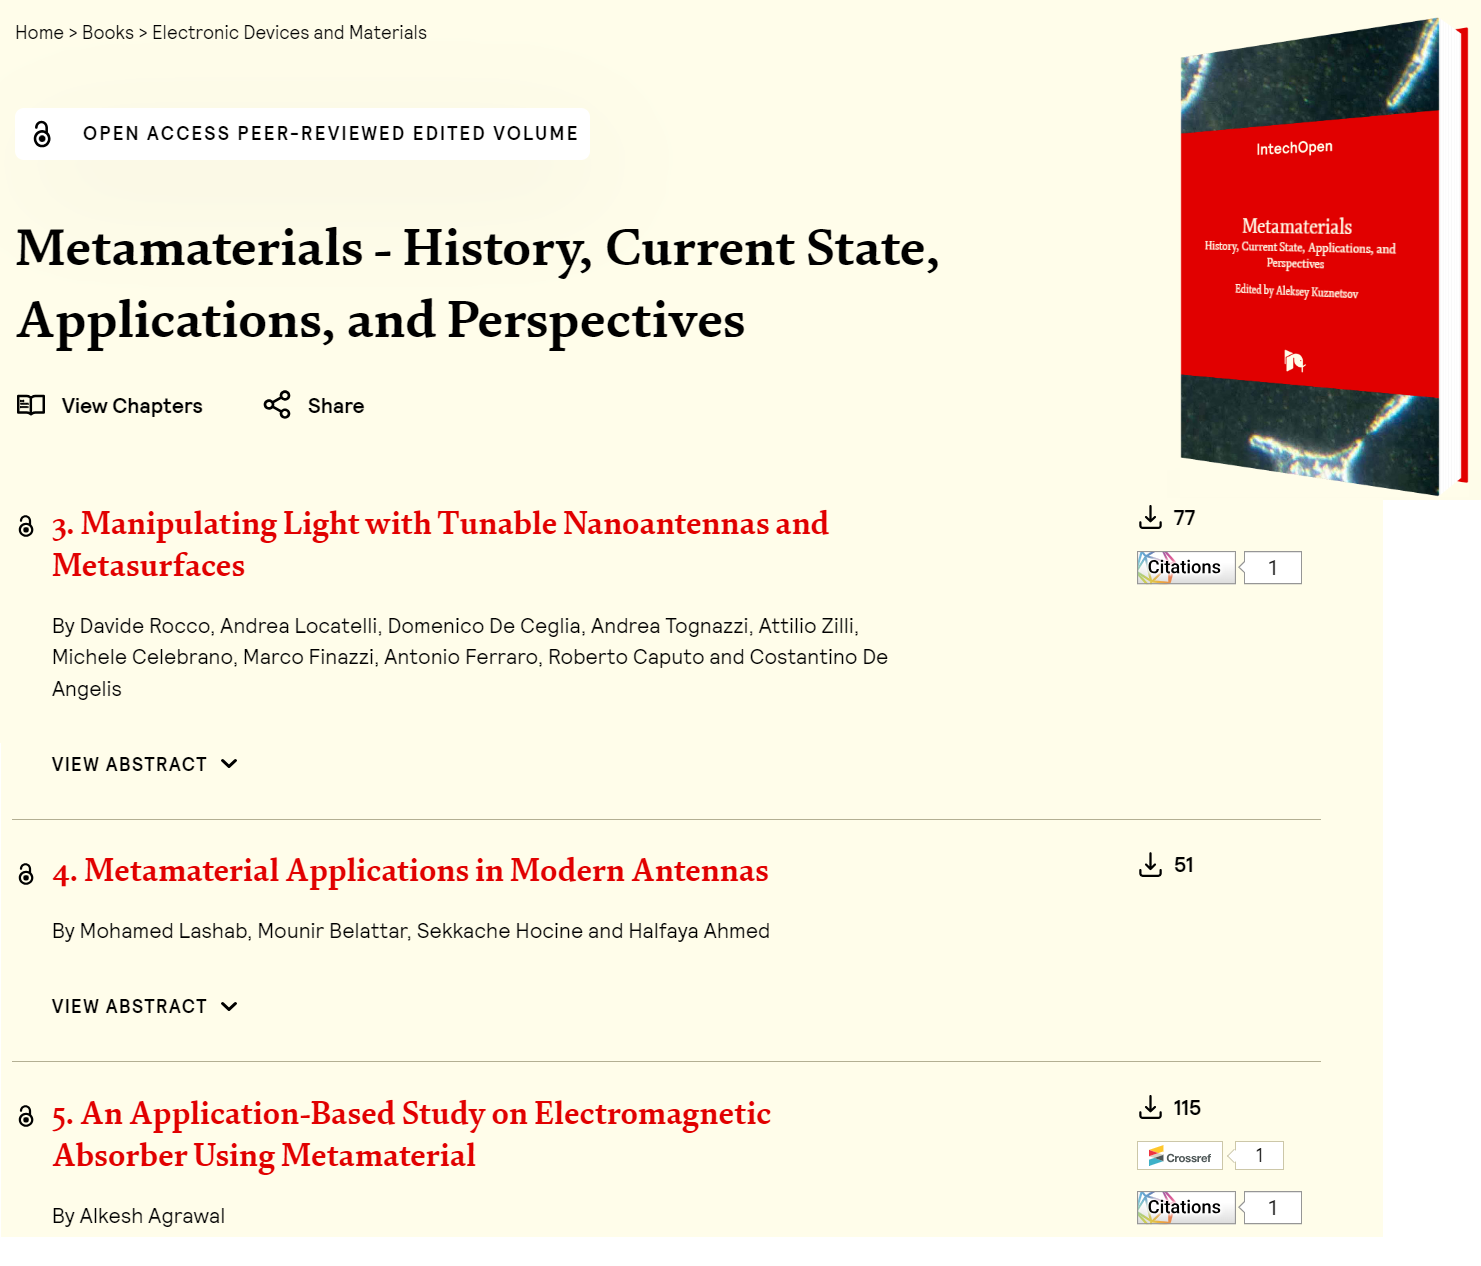 Home > Books > Electronic Devices and Materials
OPEN ACCESS PEER-REVIEWED EDITED VOLUME
Metamaterials - History, Current State,
Applications, and Perspectives
View Chapters
Share
IntechOpen
Metamaterials
History, Current State, Applications, and
Perspectives
Edited by Aleksey Kuznetsov
3. Manipulating Light with Tunable Nanoantennas and
Metasurfaces
77
Citations 1
By Davide Rocco, Andrea Locatelli, Domenico De Ceglia, Andrea Tognazzi, Attilio Zilli,
Michele Celebrano, Marco Finazzi, Antonio Ferraro, Roberto Caputo and Costantino De
Angelis
VIEW ABSTRACT
4. Metamaterial Applications in Modern Antennas
51
By Mohamed Lashab, Mounir Belattar, Sekkache Hocine and Halfaya Ahmed
VIEW ABSTRACT
5. An Application-Based Study on Electromagnetic
Absorber Using Metamaterial
115
Crossref 1
Citations 1
By Alkesh Agrawal